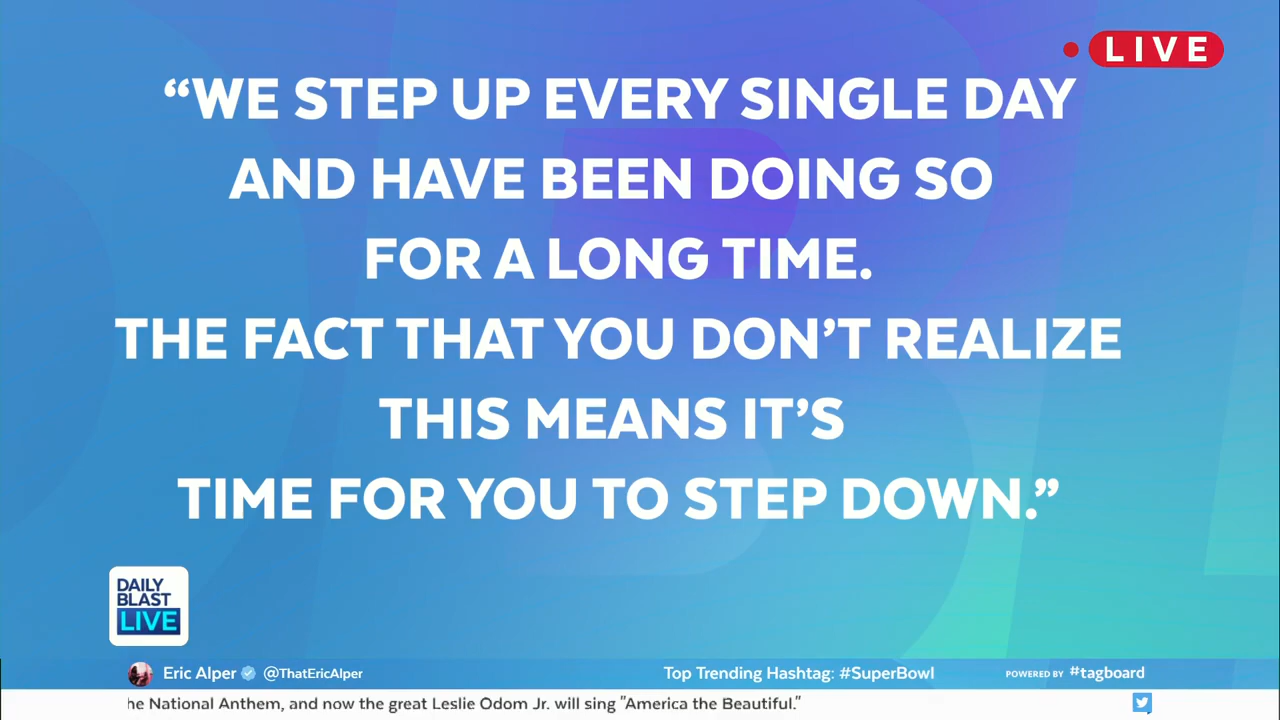 LIVE
“WE STEP UP EVERY SINGLE DAY
AND HAVE BEEN DOING SO
FOR A LONG TIME.
THE FACT THAT YOU DON’T REALIZE
THIS MEANS IT’S
TIME FOR YOU TO STEP DOWN.”
DAILY
BLAST
LIVE
Eric Alper @ThatEricAlper Top Trending Hashtag: #SuperBowl POWERED BY #tagboard
he National Anthem, and now the great Leslie Odom Jr. will sing "America the Beautiful."